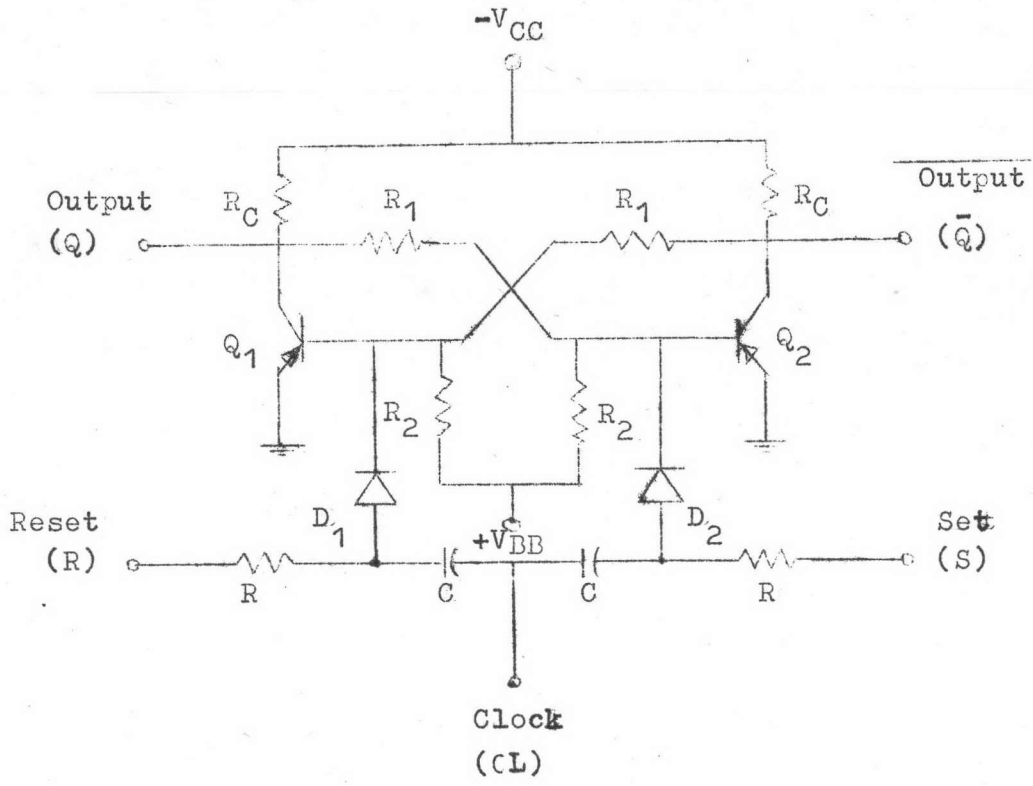 -VCC
Output
(Q)
RC
R1
R1
RC
Output
(Q̄)
Q1
Q2
R2
R2
D1
D2
Reset
(R)
+VBB
Set
(S)
R
C
C
R
Clock
(CL)